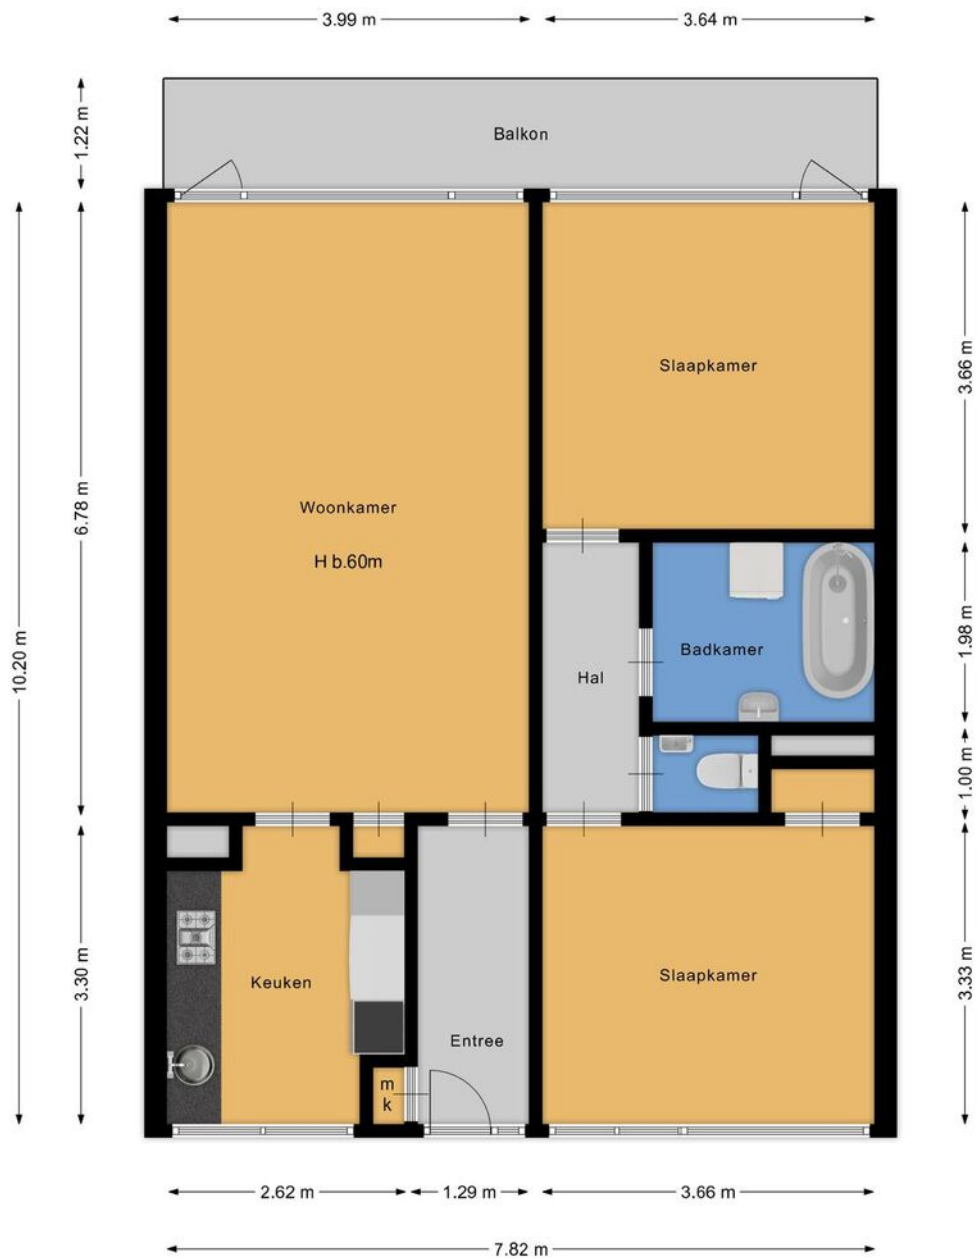 3.99 m
3.64 m
1.22 m
Balkon
10.20 m
6.78 m
3.66 m
Slaapkamer
Woonkamer
H b.60m
1.98 m
Badkamer
Hal
1.00 m
3.30 m
Keuken
Entree
Slaapkamer
3.33 m
m
k
2.62 m
1.29 m
3.66 m
7.82 m